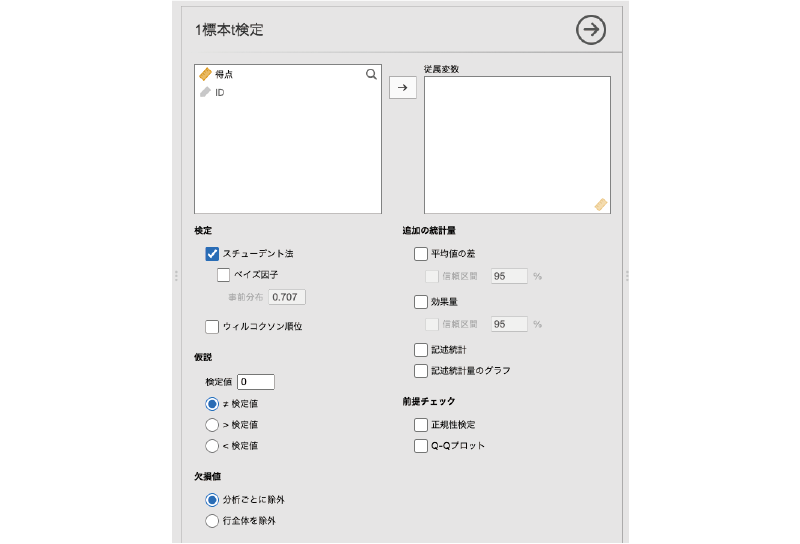 1標本t検定
得点
ID
従属変数
検定
スチューデント法
ベイズ因子
事前分布 0.707
ウィルコクソン順位
仮説
検定値 0
≠ 検定値
> 検定値
< 検定値
欠損値
分析ごとに除外
行全体を除外
追加の統計量
平均値の差
信頼区間 95 %
効果量
信頼区間 95 %
記述統計
記述統計量のグラフ
前提チェック
正規性検定
Q-Qプロット